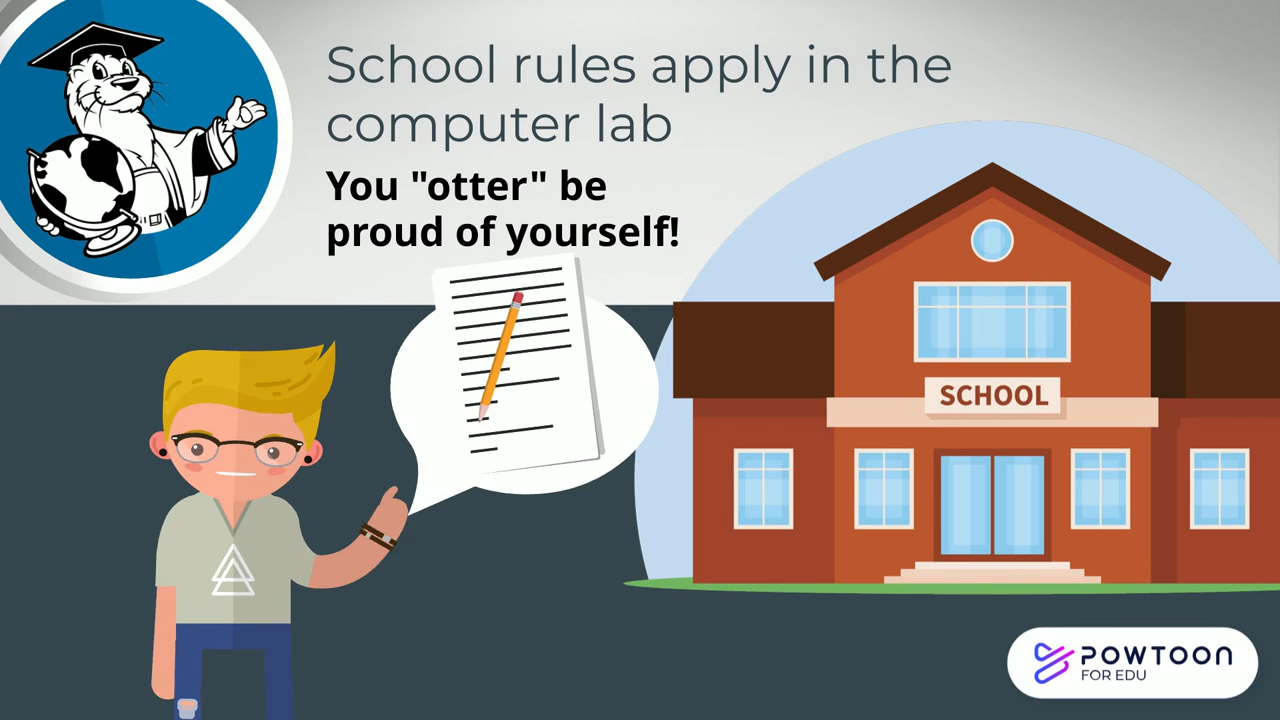 School rules apply in the
computer lab
You "otter" be
proud of yourself!
SCHOOL
POWTOON
FOR EDU